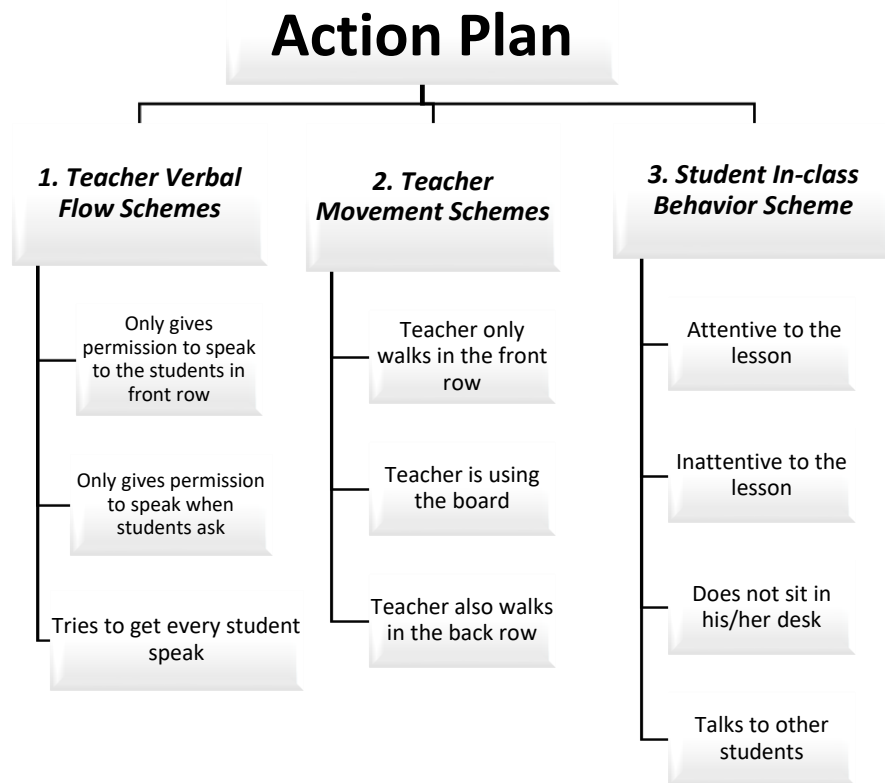 Action Plan
1. Teacher Verbal
Flow Schemes
Only gives
permission to speak
to the students in
front row
Only gives permission
to speak when
students ask
Tries to get every student
speak
2. Teacher
Movement Schemes
Teacher only
walks in the front
row
Teacher is using
the board
Teacher also walks
in the back row
3. Student In-class
Behavior Scheme
Attentive to the
lesson
Inattentive to the
lesson
Does not sit in
his/her desk
Talks to other
students